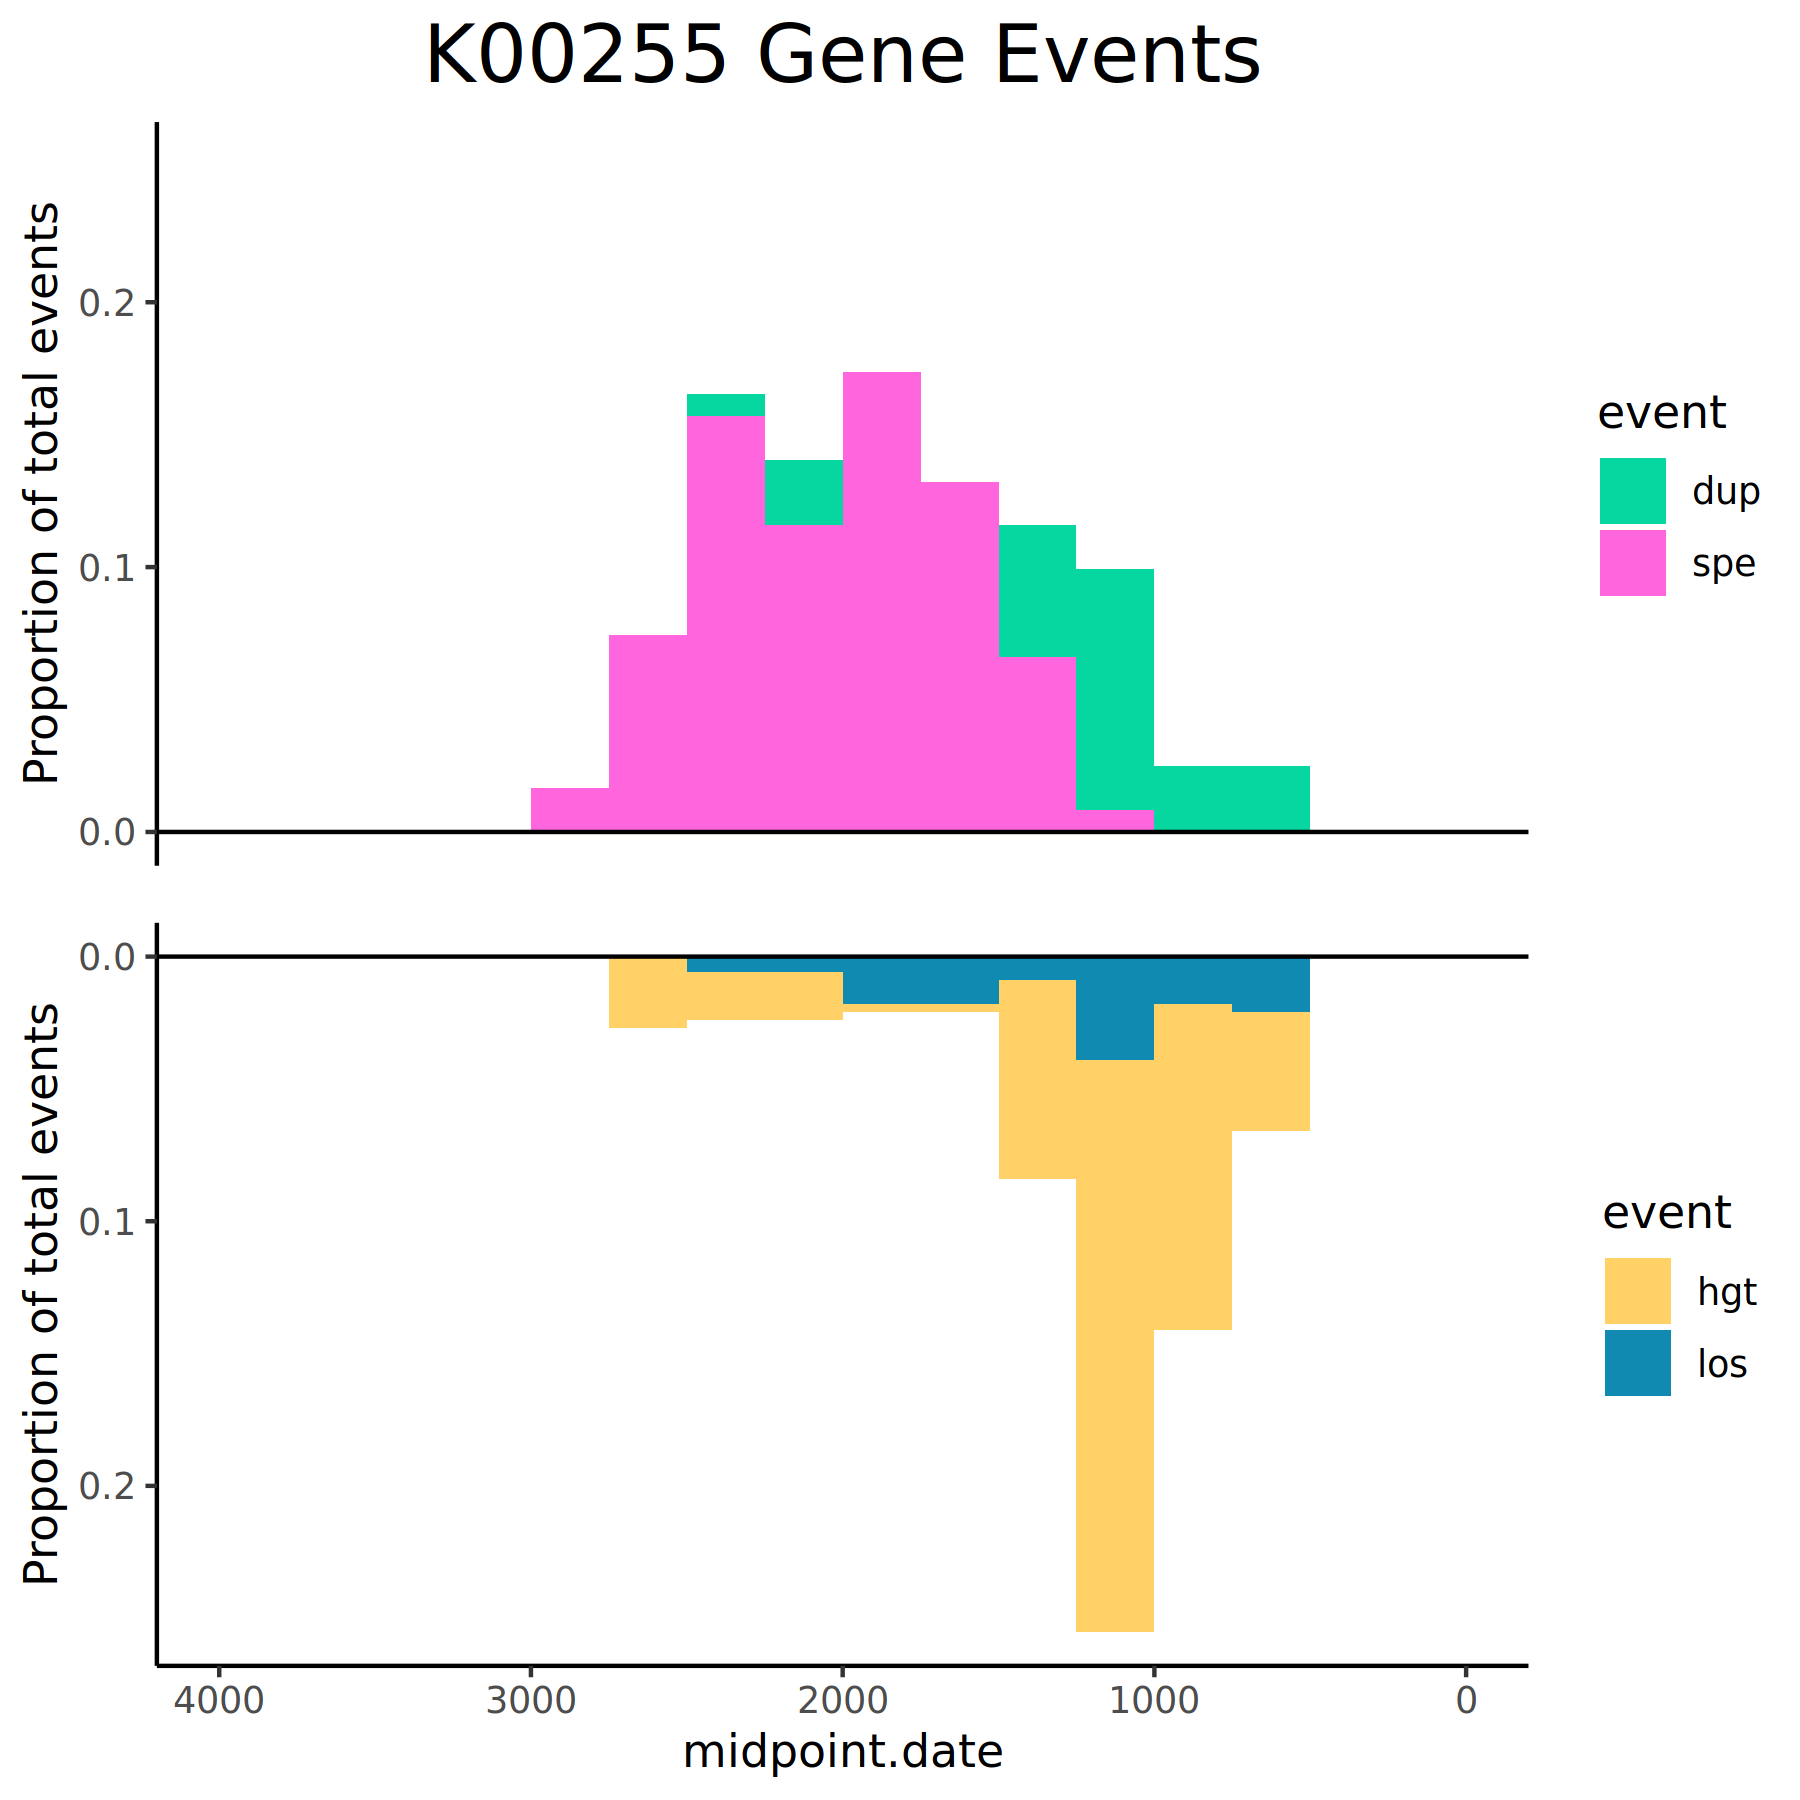 K00255 Gene Events
Proportion of total events
0.2
0.1
0.0
event
dup
spe
Proportion of total events
0.0
0.1
0.2
event
hgt
los
4000 3000 2000 1000 0
midpoint.date